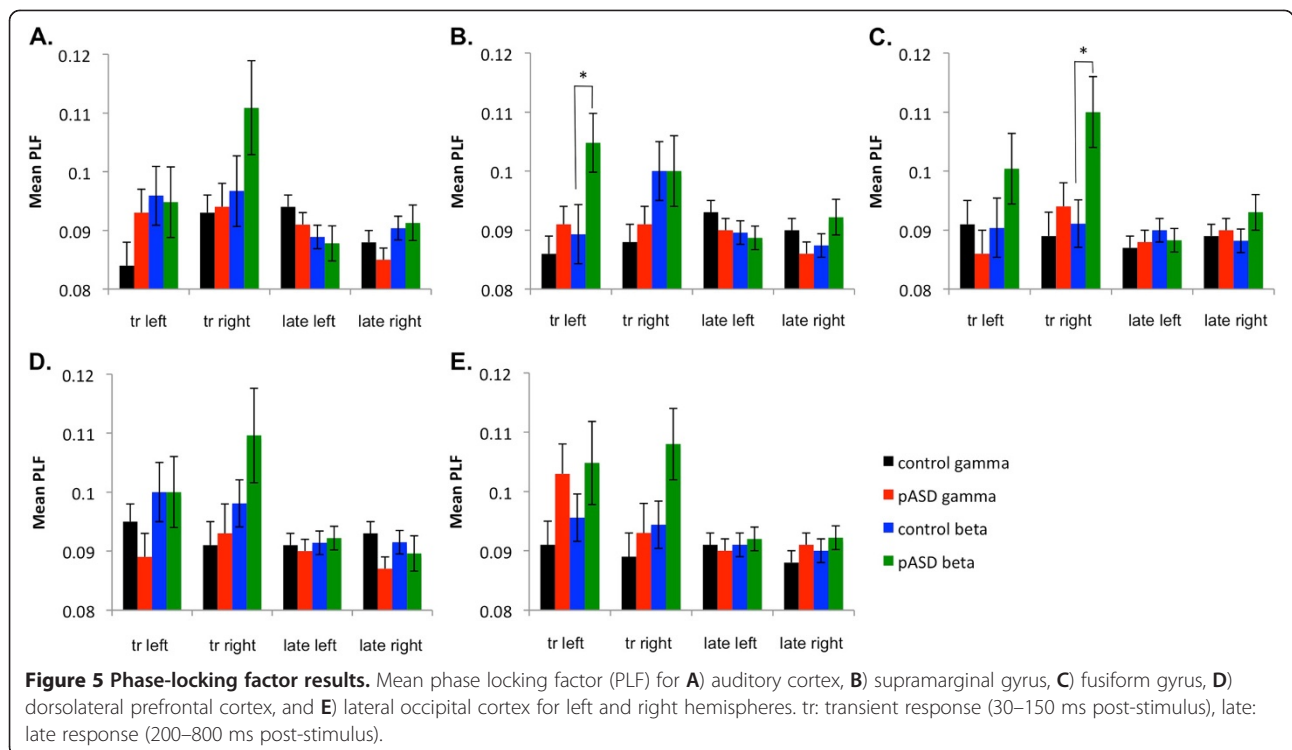 A.
0.12
0.11
0.1
0.09
0.08
Mean PLF
tr left tr right late left late right
B.
*
0.12
0.11
0.1
0.09
0.08
Mean PLF
tr left tr right late left late right
C.
*
0.12
0.11
0.1
0.09
0.08
Mean PLF
tr left tr right late left late right
D.
0.12
0.11
0.1
0.09
0.08
Mean PLF
tr left tr right late left late right
E.
0.12
0.11
0.1
0.09
0.08
Mean PLF
tr left tr right late left late right
control gamma
pASD gamma
control beta
pASD beta
Figure 5 Phase-locking factor results. Mean phase locking factor (PLF) for A) auditory cortex, B) supramarginal gyrus, C) fusiform gyrus, D)
dorsolateral prefrontal cortex, and E) lateral occipital cortex for left and right hemispheres. tr: transient response (30–150 ms post-stimulus), late:
late response (200–800 ms post-stimulus).